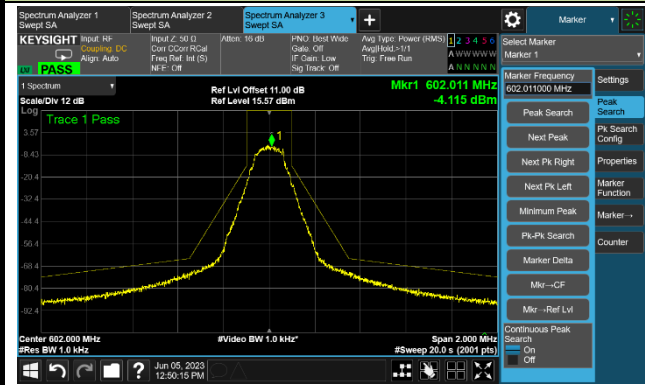 Spectrum Analyzer 1
Swept SA
Spectrum Analyzer 2
Swept SA
Spectrum Analyzer 3
Swept SA
Marker
KEYSIGHT
Input: RF
Coupling: DC
Align: Auto
Input Z: 50 Ω
Corr CCorr RCal
Freq Ref: Int (S)
NFE: Off
Atten: 16 dB
PNO: Best Wide
Gate: Off
IF Gain: Low
Sig Track: Off
Avg Type: Power (RMS)
Avg|Hold:>1/1
Trig: Free Run
1 2 3 4 5 6
A W W W W W
A N N N N N
LW
PASS
1 Spectrum
Scale/Div 12 dB
Ref Lvl Offset 11.00 dB
Ref Level 15.57 dBm
Mkr1 602.011 MHz
-4.115 dBm
Log
Trace 1 Pass
1
3.57
-8.43
-20.4
-32.4
-44.4
-56.4
-68.4
-80.4
-92.4
Center 602.000 MHz
#Res BW 1.0 kHz
#Video BW 1.0 kHz*
Span 2.000 MHz
#Sweep 20.0 s (2001 pts)
Jun 05, 2023
12:50:15 PM
Select Marker
Marker 1
Marker Frequency
602.011000 MHz
Peak Search
Next Peak
Next Pk Right
Next Pk Left
Minimum Peak
Pk-Pk Search
Marker Delta
Mkr→CF
Mkr→Ref Lvl
Continuous Peak
Search
On
Off
Settings
Peak
Search
Pk Search
Config
Properties
Marker
Function
Marker→
Counter